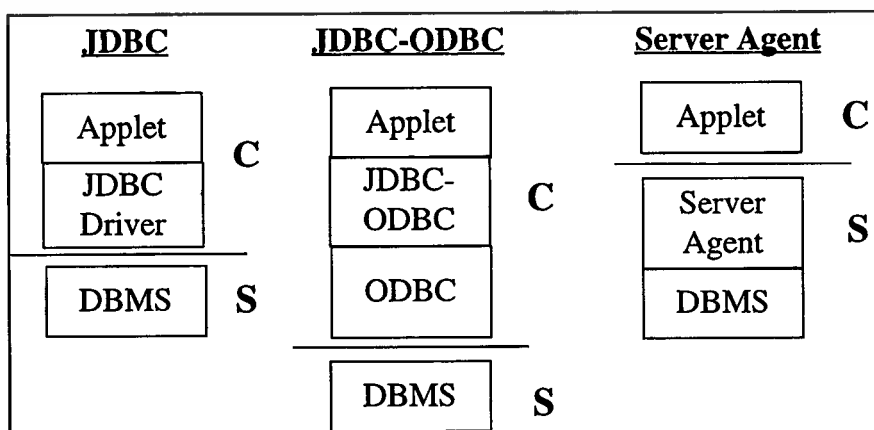 JDBC
Applet
JDBC
Driver
C
DBMS
S
JDBC-ODBC
Applet
JDBC-
ODBC
ODBC
C
DBMS
S
Server Agent
Applet
C
Server
Agent
DBMS
S